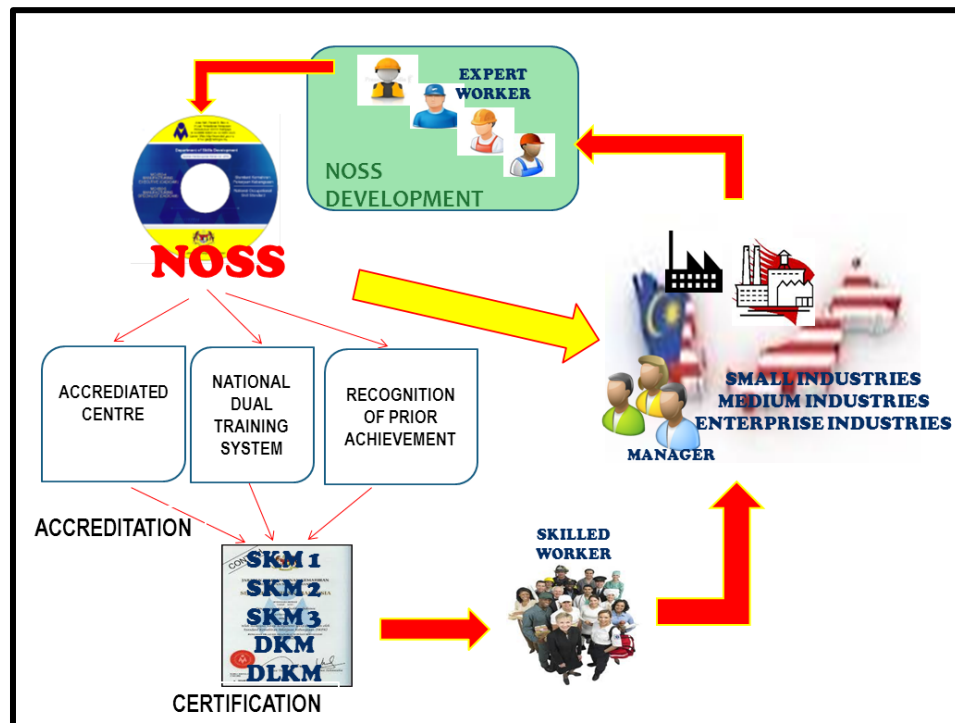 EXPERT
WORKER
NOSS
DEVELOPMENT
Department of Skills Development
NOSS
ACCREDIATED
CENTRE
NATIONAL
DUAL
TRAINING
SYSTEM
RECOGNITION
OF PRIOR
ACHIEVEMENT
SMALL INDUSTRIES
MEDIUM INDUSTRIES
ENTERPRISE INDUSTRIES
MANAGER
ACCREDITATION
SKM 1
SKM 2
SKM 3
DKM
DLKM
CERTIFICATION
SKILLED
WORKER